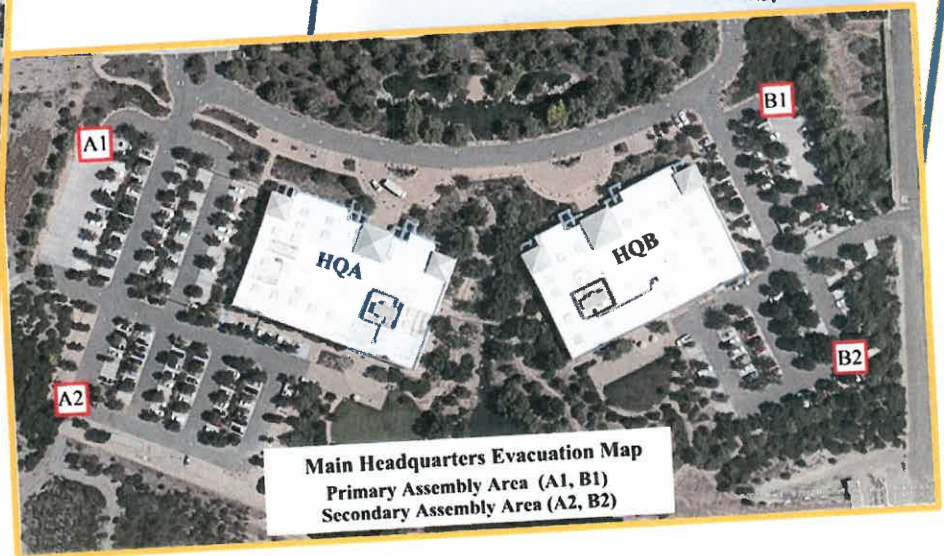 A1
B1
HQA
HQB
A2
B2
Main Headquarters Evacuation Map
Primary Assembly Area (A1, B1)
Secondary Assembly Area (A2, B2)